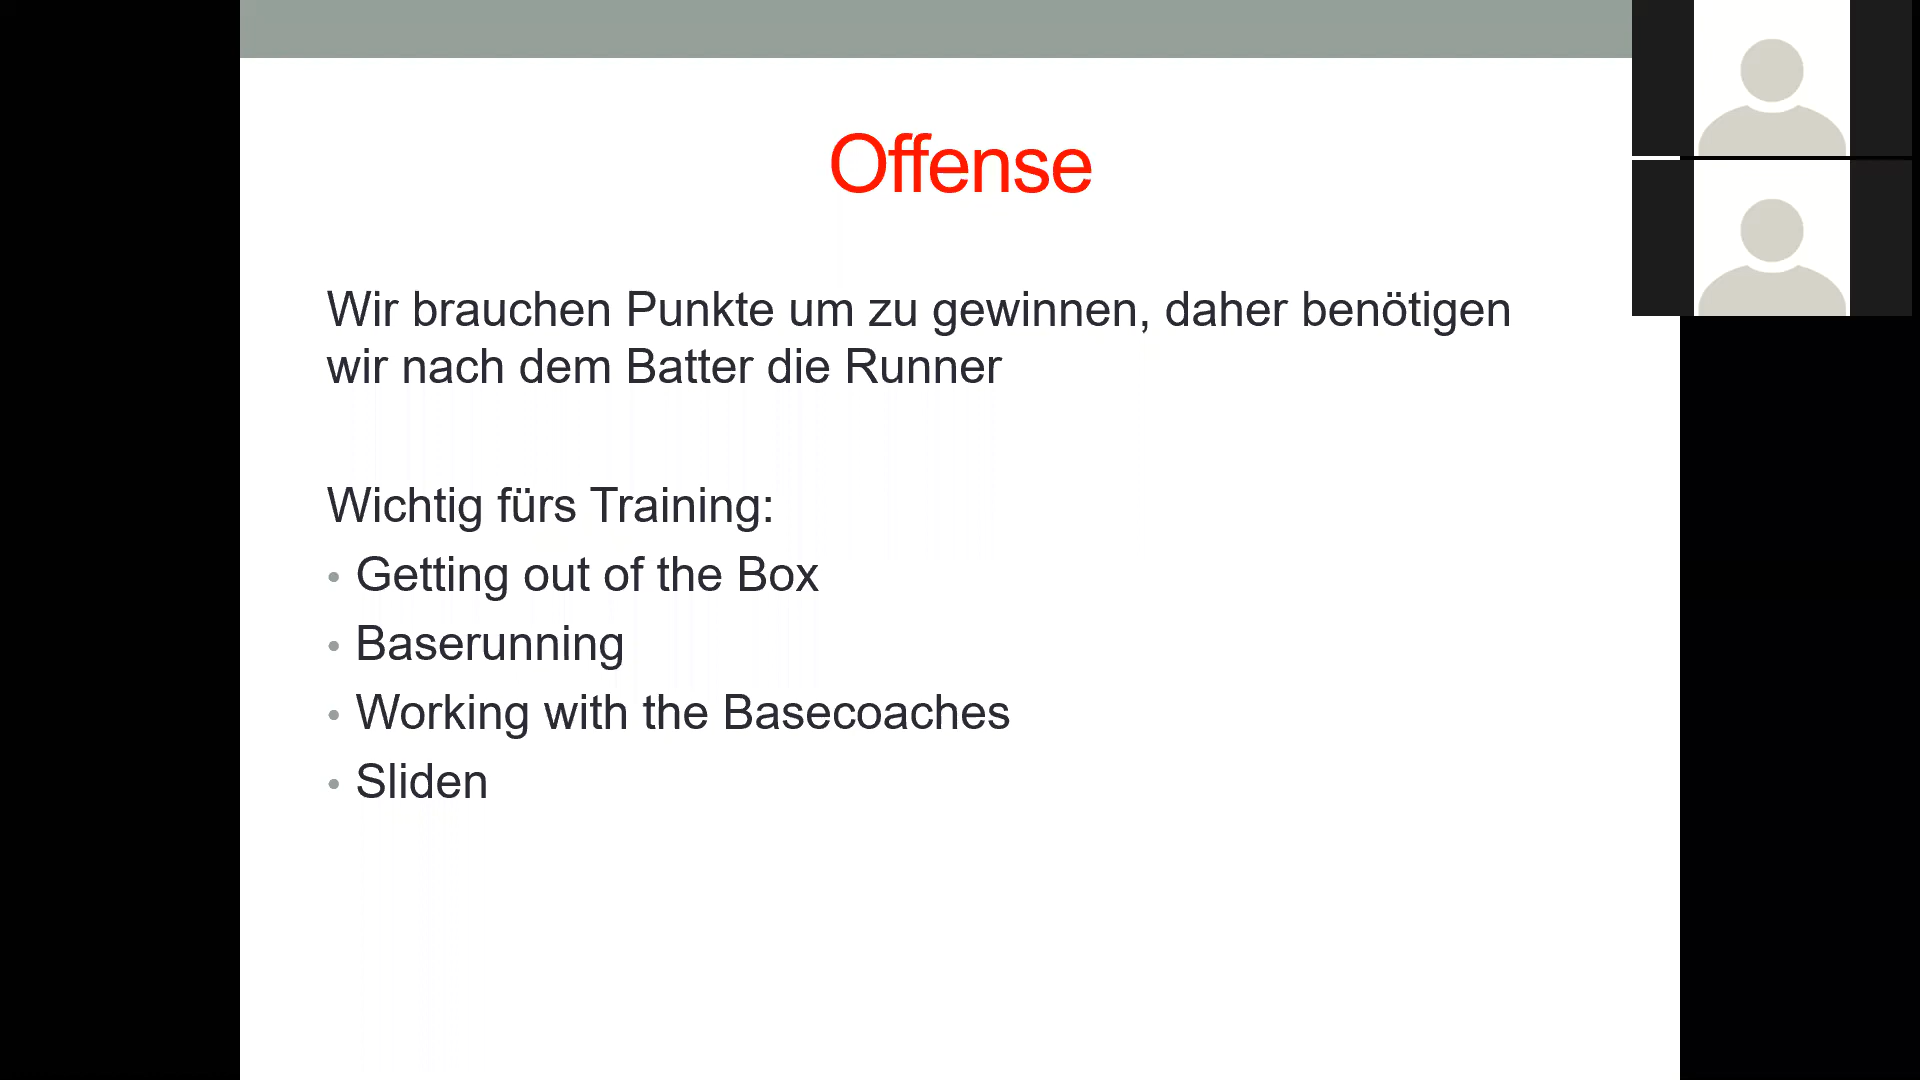 Offense
Wir brauchen Punkte um zu gewinnen, daher benötigen
wir nach dem Batter die Runner
Wichtig fürs Training:
• Getting out of the Box
• Baserunning
• Working with the Basecoaches
• Sliden